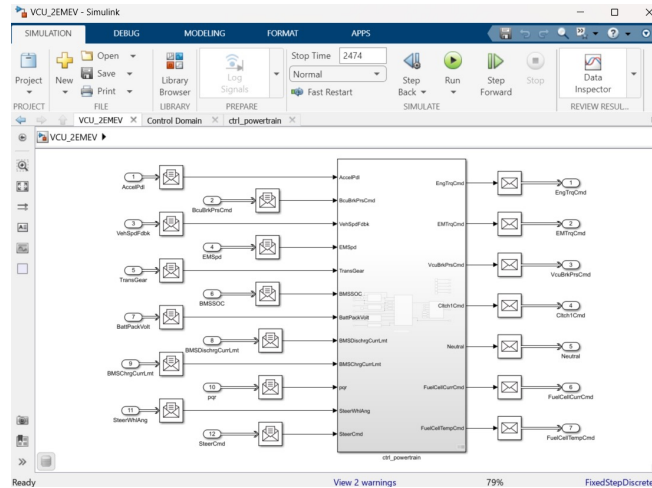 VCU_2EMEV - Simulink
SIMULATION DEBUG MODELING FORMAT APPS
Project
New
Open
Save
Print
Library Browser
Log Signals
Stop Time 2474
Normal
Fast Restart
Step Back
Run
Step Forward
Stop
Data Inspector
PROJECT FILE LIBRARY PREPARE SIMULATE REVIEW RESUL...
VCU_2EMEV × Control Domain × ctrl_powertrain ×
VCU_2EMEV
1
AccelPdl
2
BcuBrkPrsCmd
3
VehSpdFdbk
4
EMSpd
5
TransGear
6
BMSSOC
7
BattPackVolt
8
BMSDischrgCurrLmt
9
BMSChrgCurrLmt
10
pqr
11
SteerWhlAng
12
SteerCmd
AccelPdl
BcuBrkPrsCmd
VehSpdFdbk
EMSpd
TransGear
BMSSOC
BattPackVolt
BMSDischrgCurrLmt
BMSChrgCurrLmt
pqr
SteerWhlAng
SteerCmd
EngTrqCmd
EMTrqCmd
VcuBrkPrsCmd
Cltch1Cmd
Neutral
FuelCellCurrCmd
FuelCellTempCmd
ctrl_powertrain
1
EngTrqCmd
2
EMTrqCmd
3
VcuBrkPrsCmd
4
Cltch1Cmd
5
Neutral
6
FuelCellCurrCmd
7
FuelCellTempCmd
Ready View 2 warnings 79% FixedStepDiscrete